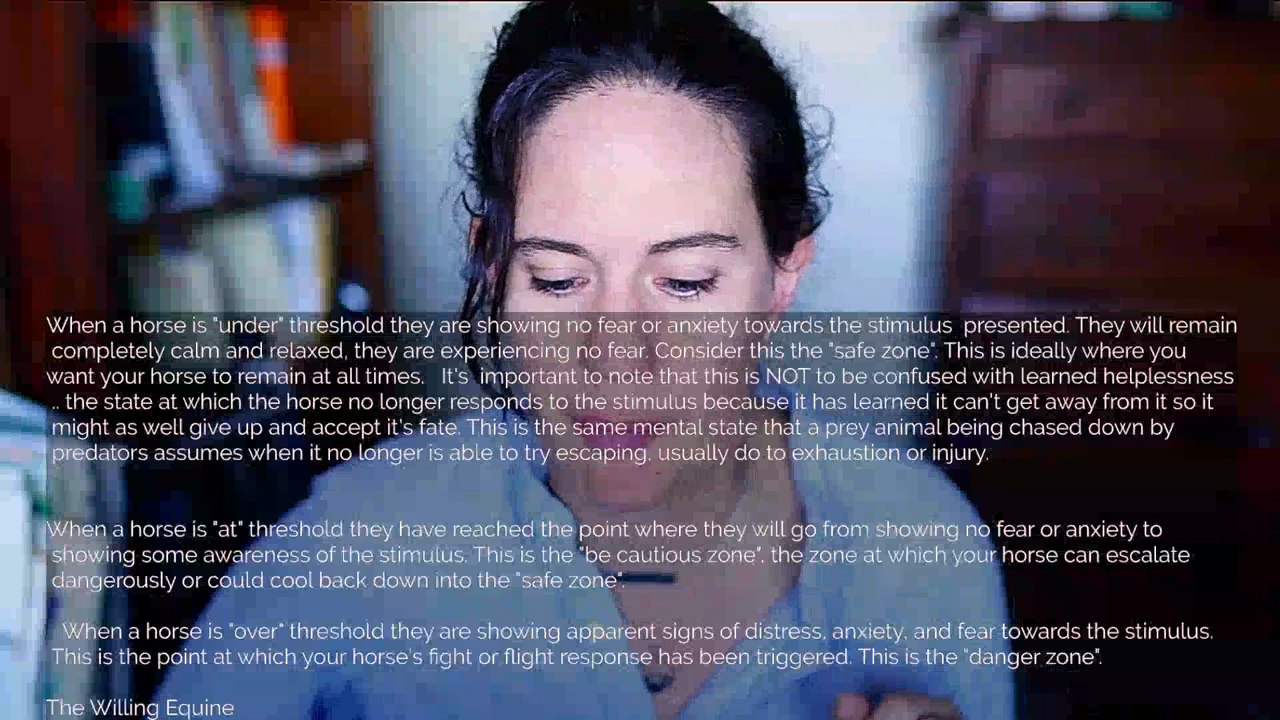 When a horse is "under" threshold they are showing no fear or anxiety towards the stimulus presented. They will remain
completely calm and relaxed, they are experiencing no fear. Consider this the "safe zone". This is ideally where you
want your horse to remain at all times. It's important to note that this is NOT to be confused with learned helplessness
.. the state at which the horse no longer responds to the stimulus because it has learned it can't get away from it so it
might as well give up and accept it's fate. This is the same mental state that a prey animal being chased down by
predators assumes when it no longer is able to try escaping, usually do to exhaustion or injury.
When a horse is "at" threshold they have reached the point where they will go from showing no fear or anxiety to
showing some awareness of the stimulus. This is the "be cautious zone", the zone at which your horse can escalate
dangerously or could cool back down into the "safe zone".
When a horse is "over" threshold they are showing apparent signs of distress, anxiety, and fear towards the stimulus.
This is the point at which your horse's fight or flight response has been triggered. This is the "danger zone".
The Willing Equine